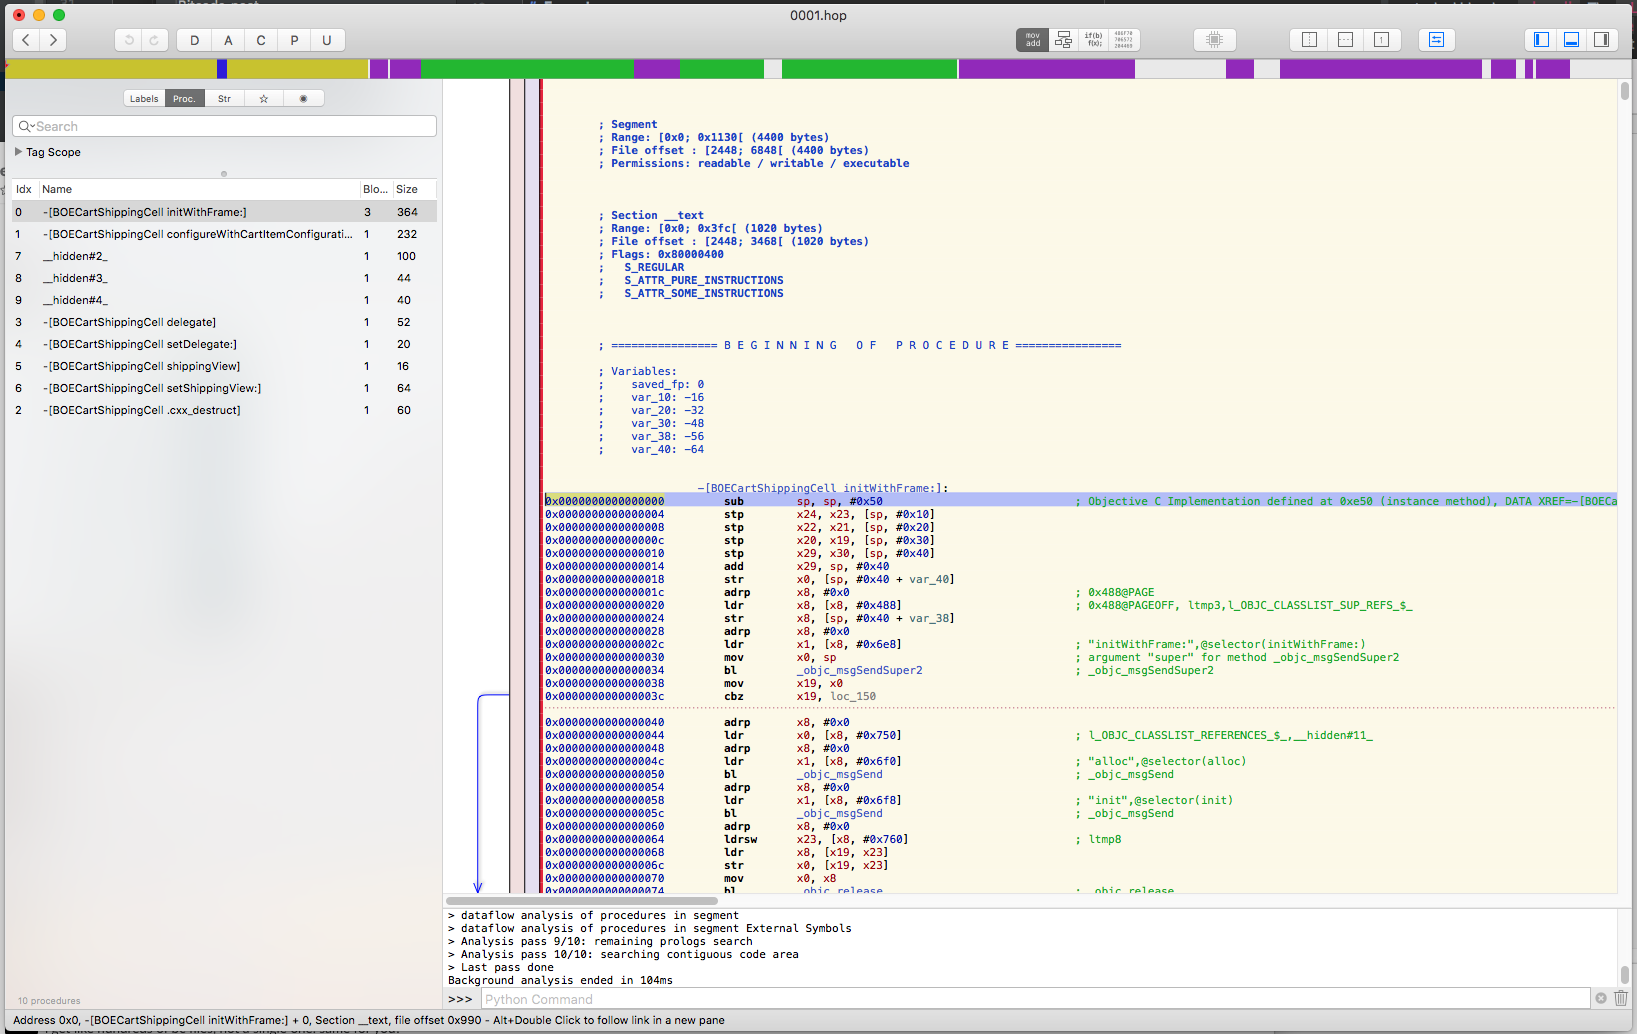 0001.hop
D A C P U
mov add
if(b) f(x);
Labels Proc. Str
Search
Tag Scope
Idx Name Blo... Size
0 -[BOECartShippingCell initWithFrame:] 3 364
1 -[BOECartShippingCell configureWithCartItemConfigurati... 1 232
7 __hidden#2_ 1 100
8 __hidden#3_ 1 44
9 __hidden#4_ 1 40
3 -[BOECartShippingCell delegate] 1 52
4 -[BOECartShippingCell setDelegate:] 1 20
5 -[BOECartShippingCell shippingView] 1 16
6 -[BOECartShippingCell setShippingView:] 1 64
2 -[BOECartShippingCell .cxx_destruct] 1 60
10 procedures
; Segment
; Range: [0x0; 0x1130[ (4400 bytes)
; File offset : [2448; 6848[ (4400 bytes)
; Permissions: readable / writable / executable
; Section __text
; Range: [0x0; 0x3fc[ (1020 bytes)
; File offset : [2448; 3468[ (1020 bytes)
; Flags: 0x80000400
; S_REGULAR
; S_ATTR_PURE_INSTRUCTIONS
; S_ATTR_SOME_INSTRUCTIONS
; ================ B E G I N N I N G O F P R O C E D U R E ================
; Variables:
; saved_fp: 0
; var_10: -16
; var_20: -32
; var_30: -48
; var_38: -56
; var_40: -64
-[BOECartShippingCell initWithFrame:]:
0x0000000000000000 sub sp, sp, #0x50 ; Objective C Implementation defined at 0xe50 (instance method), DATA XREF=-[BOECa
0x0000000000000004 stp x24, x23, [sp, #0x10]
0x0000000000000008 stp x22, x21, [sp, #0x20]
0x000000000000000c stp x20, x19, [sp, #0x30]
0x0000000000000010 stp x29, x30, [sp, #0x40]
0x0000000000000014 add x29, sp, #0x40
0x0000000000000018 str x0, [sp, #0x40 + var_40]
0x000000000000001c adrp x8, #0x0 ; 0x488@PAGE
0x0000000000000020 ldr x8, [x8, #0x488] ; 0x488@PAGEOFF, ltmp3,l_OBJC_CLASSLIST_SUP_REFS_$_
0x0000000000000024 str x8, [sp, #0x40 + var_38]
0x0000000000000028 adrp x8, #0x0
0x000000000000002c ldr x1, [x8, #0x6e8] ; "initWithFrame:",@selector(initWithFrame:)
0x0000000000000030 mov x0, sp ; argument "super" for method _objc_msgSendSuper2
0x0000000000000034 bl _objc_msgSendSuper2 ; _objc_msgSendSuper2
0x0000000000000038 mov x19, x0
0x000000000000003c cbz x19, loc_150
0x0000000000000040 adrp x8, #0x0
0x0000000000000044 ldr x0, [x8, #0x750] ; l_OBJC_CLASSLIST_REFERENCES_$_,__hidden#11_
0x0000000000000048 adrp x8, #0x0
0x000000000000004c ldr x1, [x8, #0x6f0] ; "alloc",@selector(alloc)
0x0000000000000050 bl _objc_msgSend ; _objc_msgSend
0x0000000000000054 adrp x8, #0x0
0x0000000000000058 ldr x1, [x8, #0x6f8] ; "init",@selector(init)
0x000000000000005c bl _objc_msgSend ; _objc_msgSend
0x0000000000000060 adrp x8, #0x0
0x0000000000000064 ldrsw x23, [x8, #0x760] ; ltmp8
0x0000000000000068 ldr x8, [x19, x23]
0x000000000000006c str x0, [x19, x23]
0x0000000000000070 mov x0, x8
0x0000000000000074 bl _objc_release ; _objc_release
> dataflow analysis of procedures in segment
> dataflow analysis of procedures in segment External Symbols
> Analysis pass 9/10: remaining prologs search
> Analysis pass 10/10: searching contiguous code area
> Last pass done
Background analysis ended in 104ms
>>> Python Command
Address 0x0, -[BOECartShippingCell initWithFrame:] + 0, Section __text, file offset 0x990 - Alt+Double Click to follow link in a new pane